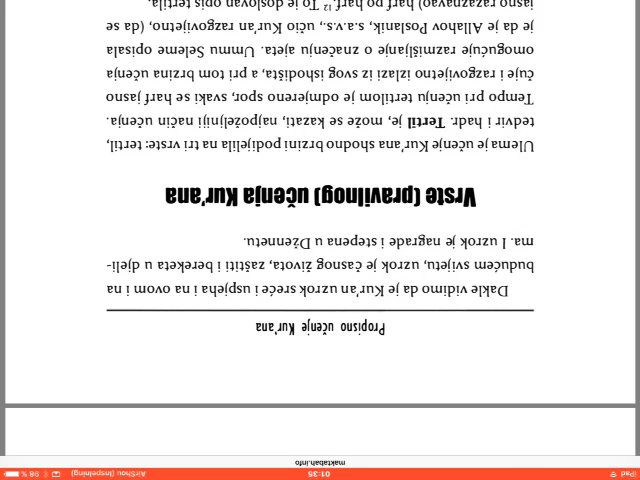 iPad 01:35 AirShou (Inspelning) 98 %
maktabah.info
Propisno učenje Kur'ana
Dakle vidimo da je Kur'an uzrok sreće i uspjeha i na ovom i na
budućem svijetu, uzrok je časnog života, zaštiti i bereketa u djeli-
ma. I uzrok je nagrade i stepena u Džennetu.
Vrste (pravilnog) učenja Kur'ana
Ulema je učenje Kur'ana shodno brzini podijelila na tri vrste: tertil,
tedvir i hadr. Tertil je, može se kazati, najpoželjniji način učenja.
Tempo pri učenju tertilom je odmjereno spor, svaki se harf jasno
čuje i razgovijetno izlazi iz svog ishodišta, a pri tom brzina učenja
omogućuje razmišljanje o značenju ajeta. Ummu Seleme opisala
je da je Allahov Poslanik, s.a.v.s., učio Kur'an razgovijetno, (da se
jasno razaznavao) harf po harf.¹² To je doslovan opis tertila.